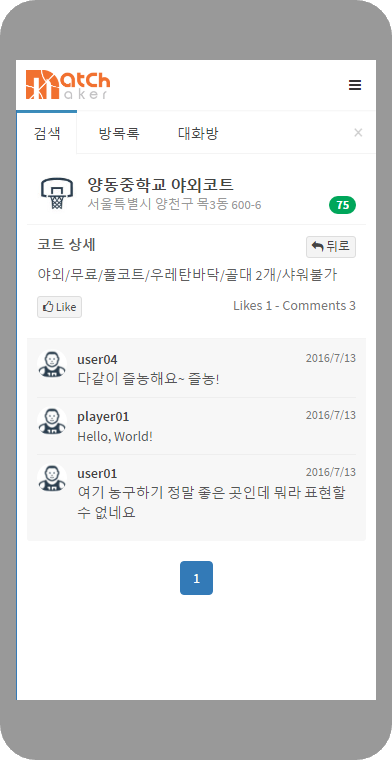 Match
aker
검색 방목록 대화방 ×
양동중학교 야외코트
서울특별시 양천구 목3동 600-6 75
코트 상세 뒤로
야외/무료/풀코트/우레탄바닥/골대 2개/샤워불가
Like Likes 1 - Comments 3
user04 2016/7/13
다같이 즐농해요~ 즐농!
player01 2016/7/13
Hello, World!
user01 2016/7/13
여기 농구하기 정말 좋은 곳인데 뭐라 표현할
수 없네요
1